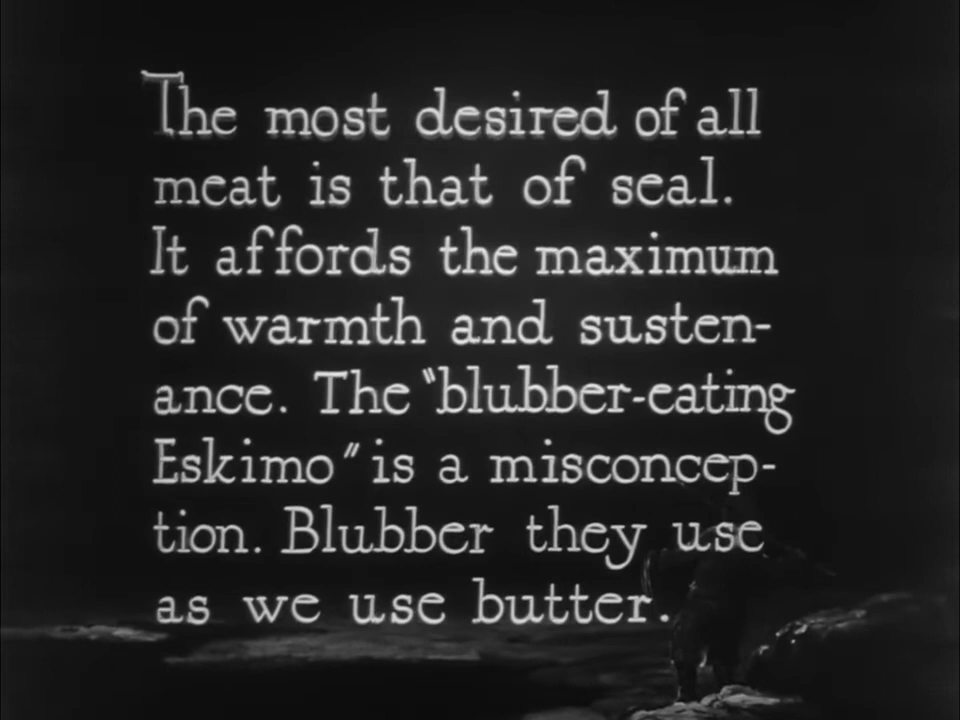 The most desired of all
meat is that of seal.
It affords the maximum
of warmth and susten-
ance. The "blubber-eating
Eskimo" is a misconcep-
tion. Blubber they use
as we use butter.